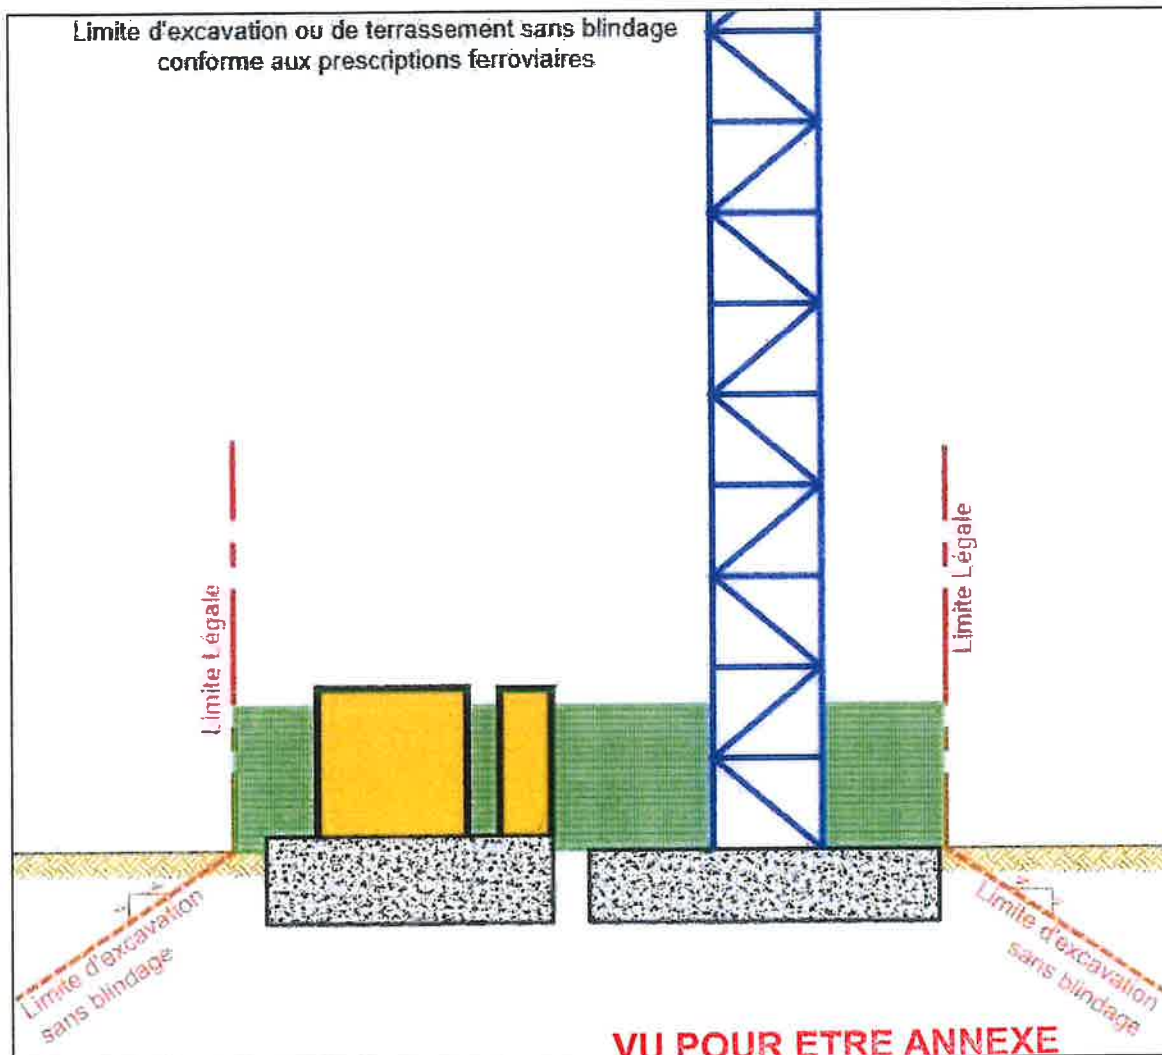 Limite d'excavation ou de terrassement sans blindage
conforme aux prescriptions ferroviaires
Limite Légale
Limite Légale
Limite d'excavation
sans blindage
Limite d'excavation
sans blindage
VU POUR ETRE ANNEXE